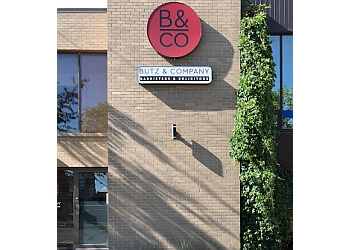 B&
CO
BUTZ & COMPANY
BARRISTERS & SOLICITORS